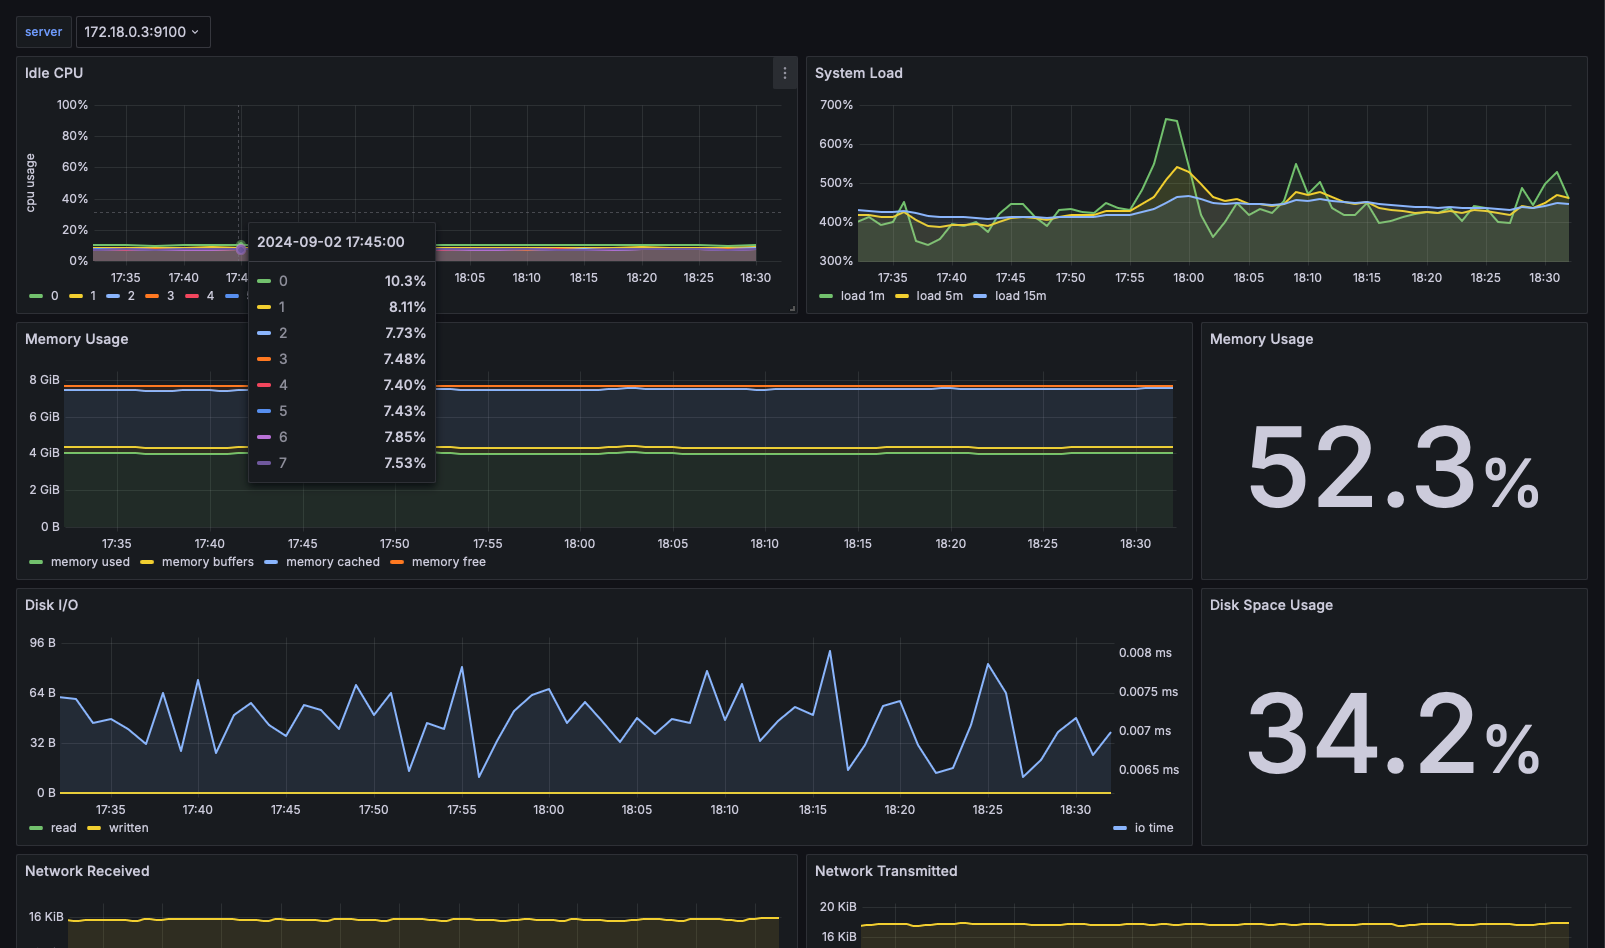 server 172.18.0.3:9100
Idle CPU
cpu usage
100%
80%
60%
40%
20%
0%
17:35 17:40 17:4 18:05 18:10 18:15 18:20 18:25 18:30
0 1 2 3 4
2024-09-02 17:45:00
0 10.3%
1 8.11%
2 7.73%
3 7.48%
4 7.40%
5 7.43%
6 7.85%
7 7.53%
System Load
700%
600%
500%
400%
300%
17:35 17:40 17:45 17:50 17:55 18:00 18:05 18:10 18:15 18:20 18:25 18:30
load 1m load 5m load 15m
Memory Usage
8 GiB
6 GiB
4 GiB
2 GiB
0 B
17:35 17:40 17:45 17:50 17:55 18:00 18:05 18:10 18:15 18:20 18:25 18:30
memory used memory buffers memory cached memory free
Memory Usage
52.3%
Disk I/O
96 B
64 B
32 B
0 B
0.008 ms
0.0075 ms
0.007 ms
0.0065 ms
17:35 17:40 17:45 17:50 17:55 18:00 18:05 18:10 18:15 18:20 18:25 18:30
read written io time
Disk Space Usage
34.2%
Network Received
16 KiB
Network Transmitted
20 KiB
16 KiB